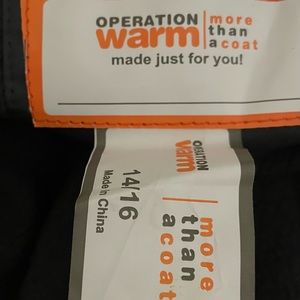 OPERATION
warm
more
than
a coat
made just for you!
OPERATION
warm
more
than
a coat
14/16
Made in China